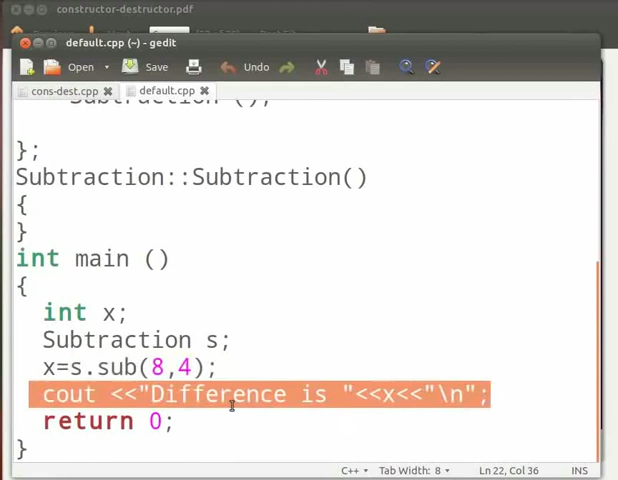 constructor-destructor.pdf
default.cpp (~) - gedit
Open Save Undo
cons-dest.cpp default.cpp
Subtraction ();
};
Subtraction::Subtraction()
{
}
int main ()
{
int x;
Subtraction s;
x=s.sub(8,4);
cout <<"Difference is "<<x<<"\n";
return 0;
}
C++ Tab Width: 8 Ln 22, Col 36 INS